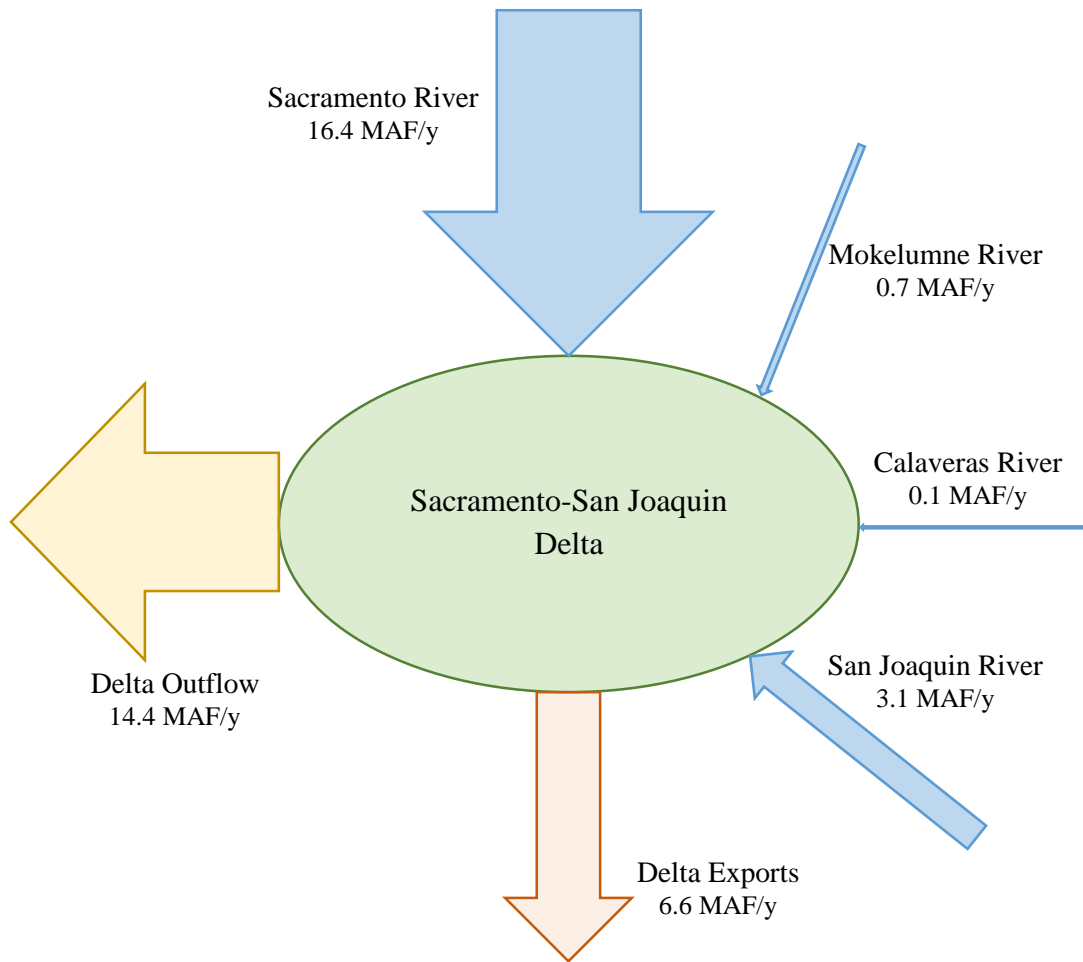 Sacramento River
16.4 MAF/y
Mokelumne River
0.7 MAF/y
Calaveras River
0.1 MAF/y
Sacramento-San Joaquin
Delta
San Joaquin River
3.1 MAF/y
Delta Outflow
14.4 MAF/y
Delta Exports
6.6 MAF/y